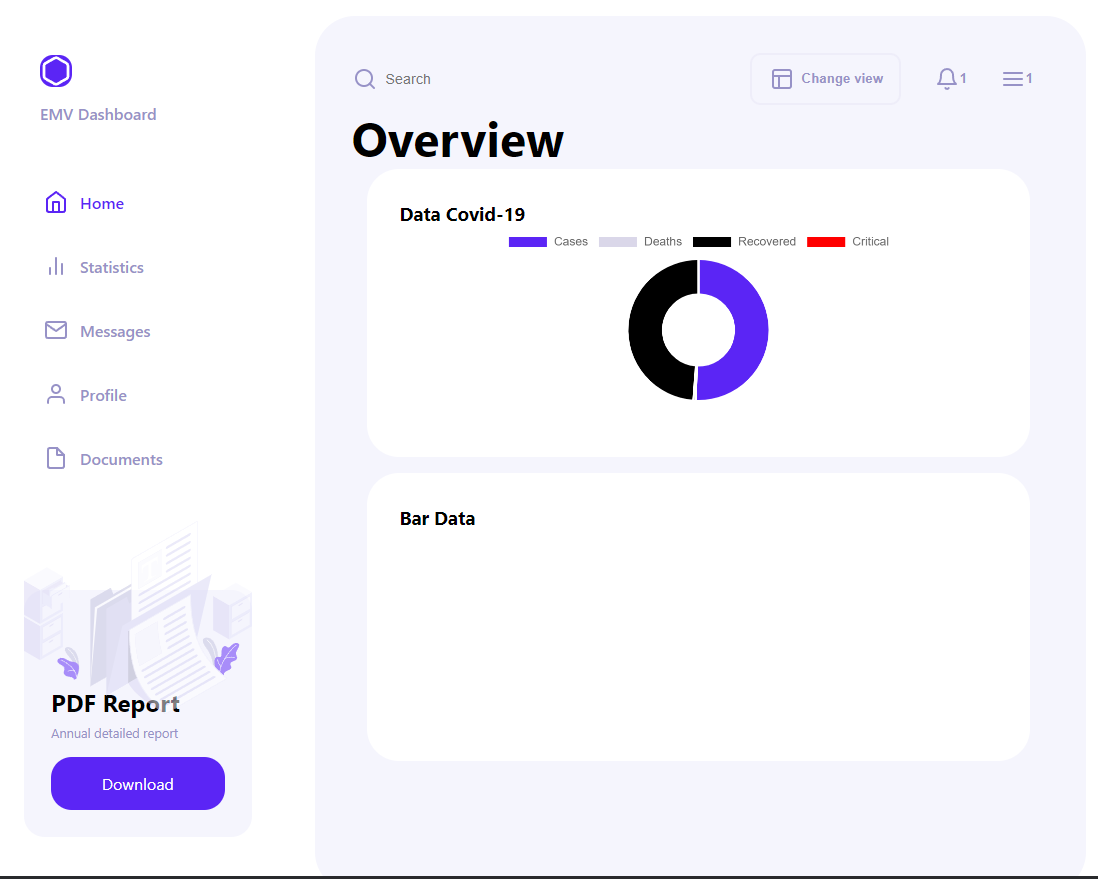 EMV Dashboard
Home
Statistics
Messages
Profile
Documents
PDF Report
Annual detailed report
Download
Search
Change view
1
1
Overview
Data Covid-19
Cases Deaths Recovered Critical
Bar Data